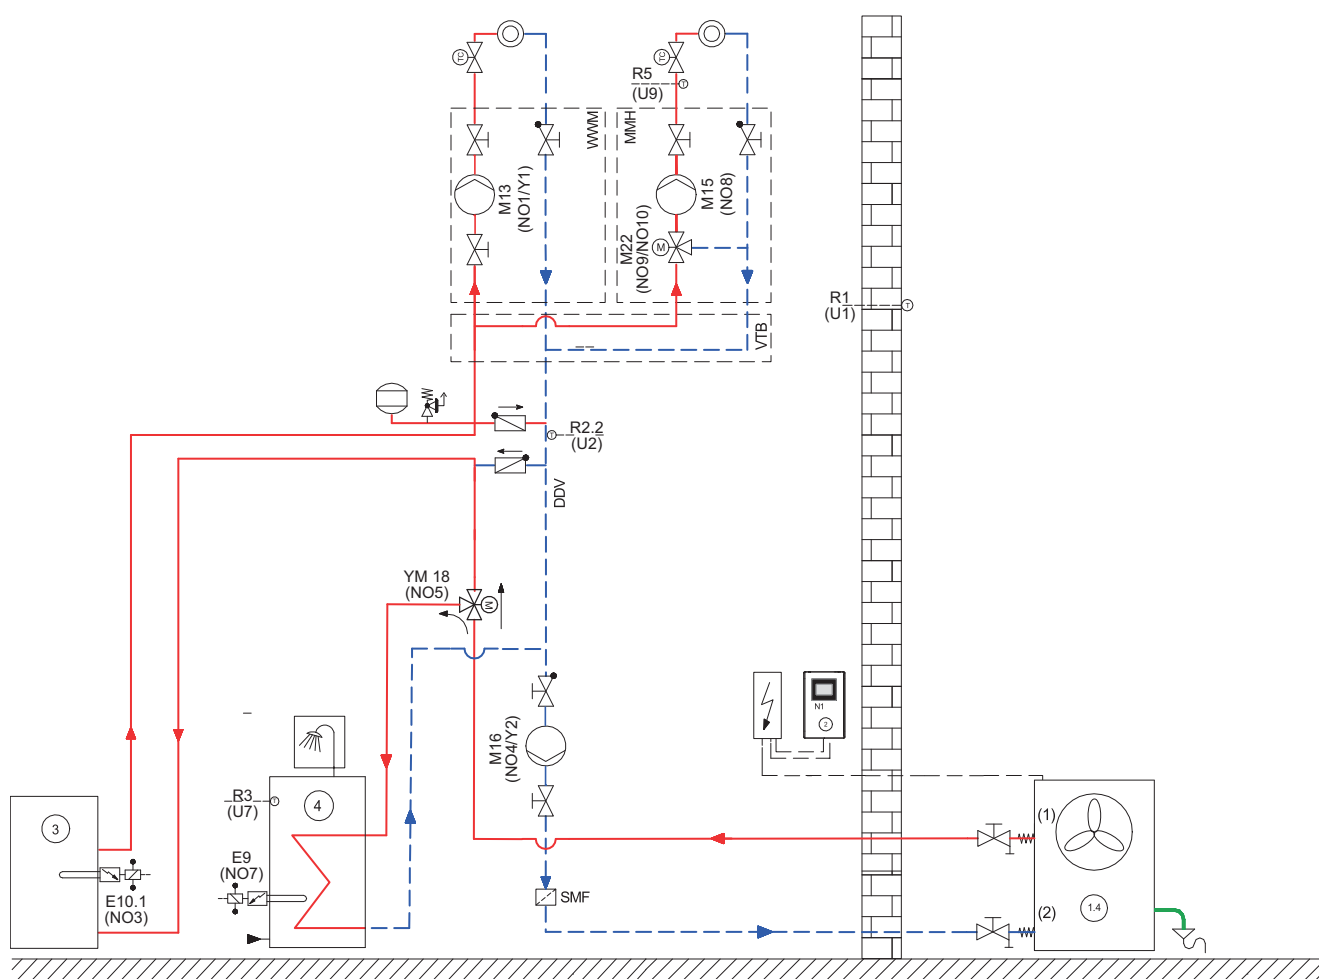 TC
TC
R5
(U9)
T
WWM
MMH
M13
(NO1/Y1)
M15
(NO8)
M22
(NO9/NO10)
M
R1
(U1)
T
VTB
R2.2
(U2)
T
DDV
YM 18
(NO5)
M
N1
2
M16
(NO4/Y2)
R3
(U7)
T
4
3
(1)
E9
(NO7)
E10.1
(NO3)
SMF
(2)
1.4